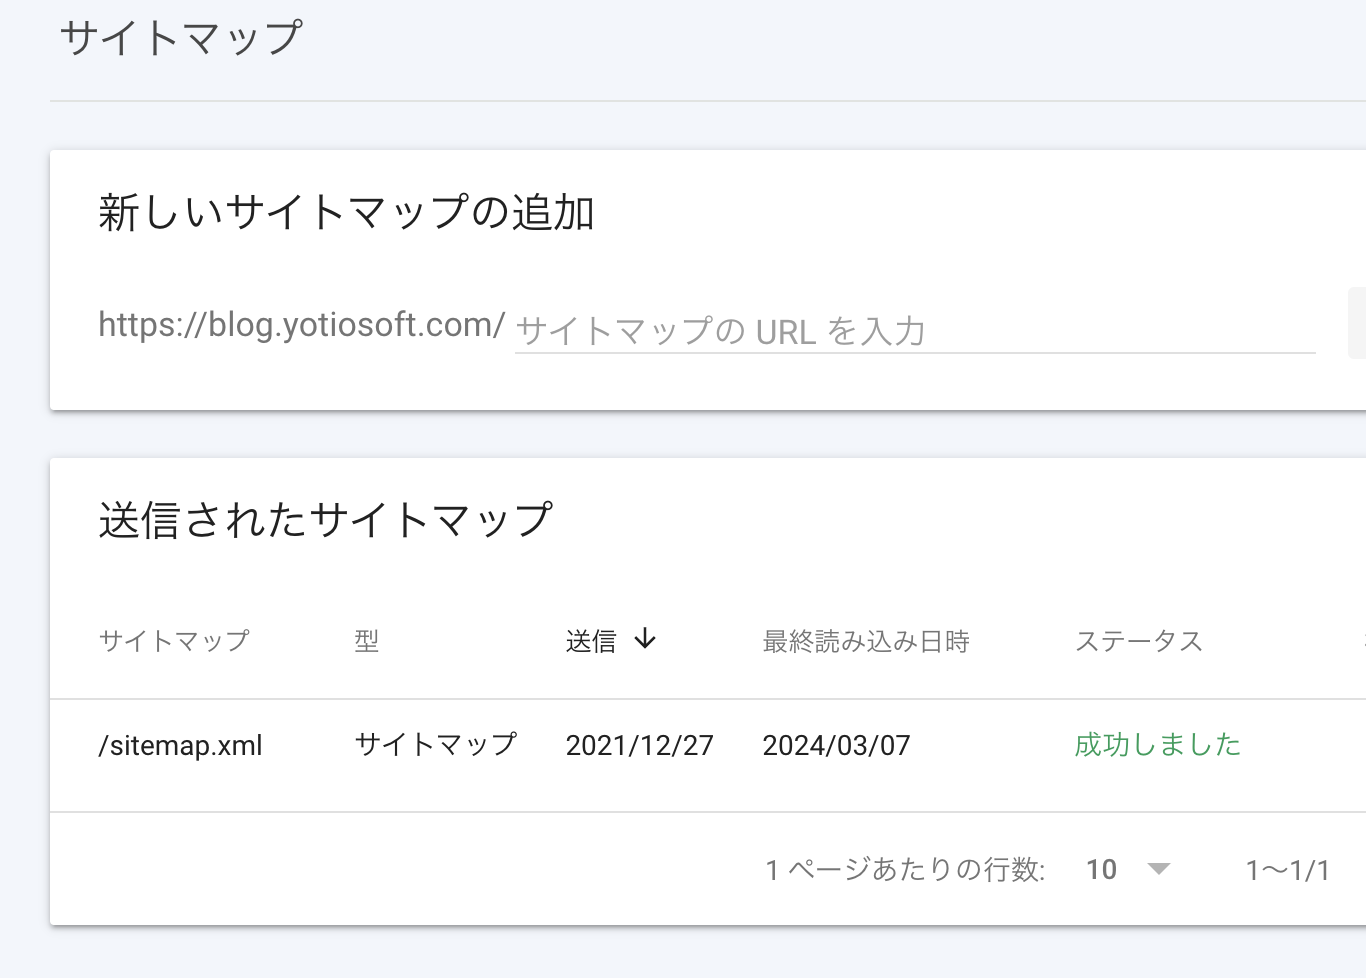 サイトマップ
新しいサイトマップの追加
https://blog.yotiosoft.com/ サイトマップの URL を入力
送信されたサイトマップ
サイトマップ 型 送信 ↓ 最終読み込み日時 ステータス
/sitemap.xml サイトマップ 2021/12/27 2024/03/07 成功しました
1 ページあたりの行数: 10 1～1/1